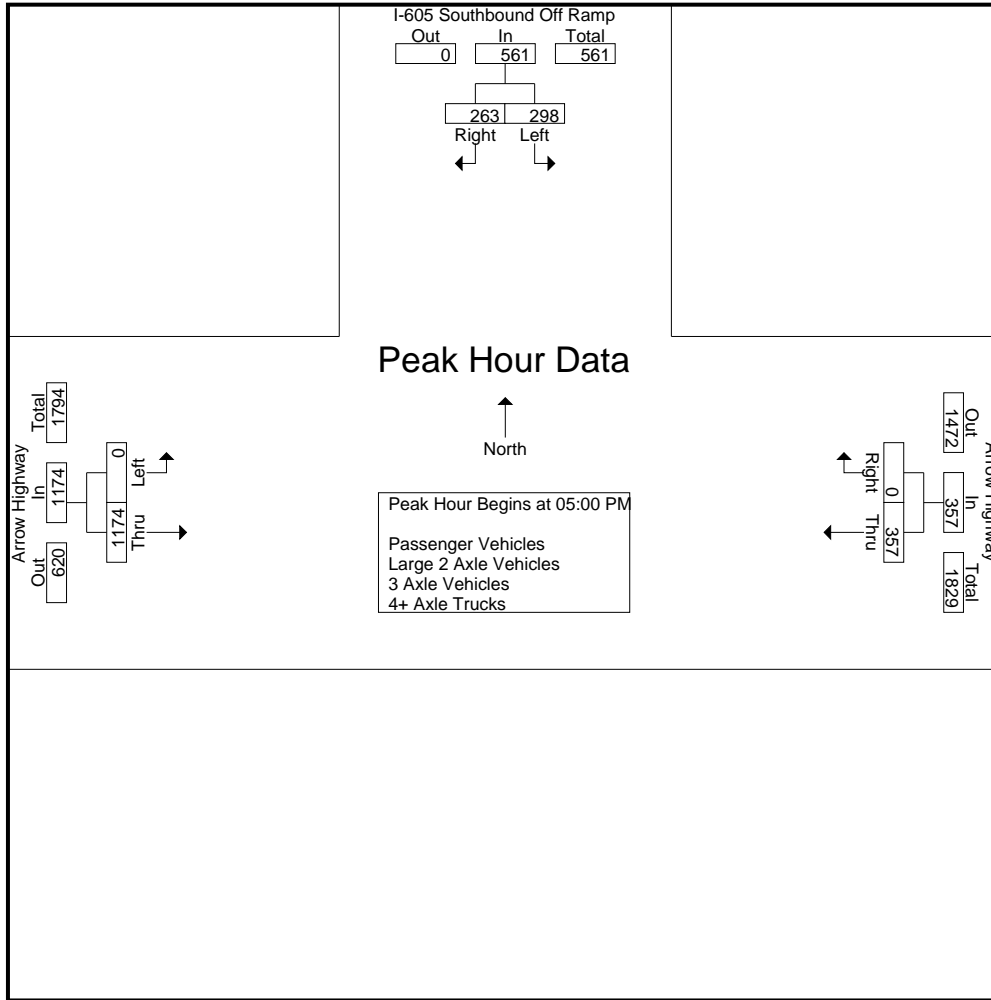 I-605 Southbound Off Ramp
Out In Total
0 561 561
263 298
Right Left
Peak Hour Data
North
Peak Hour Begins at 05:00 PM
Passenger Vehicles
Large 2 Axle Vehicles
3 Axle Vehicles
4+ Axle Trucks
Arrow Highway
Out In Total
620 1174 1794
1174 0
Thru Left
Arrow Highway
Out In Total
1472 357 1829
0 357
Right Thru